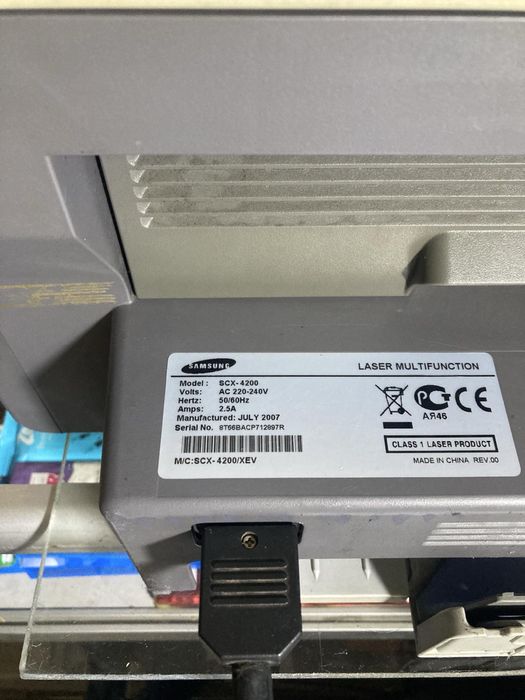 SAMSUNG
LASER MULTIFUNCTION
Model : SCX-4200
Volts: AC 220-240V
Hertz: 50/60Hz
Amps: 2.5A
Manufactured: JULY 2007
Serial No. 8T66BACP712897R
M/C:SCX-4200/XEV
АЯ46
CE
CLASS 1 LASER PRODUCT
MADE IN CHINA REV.00